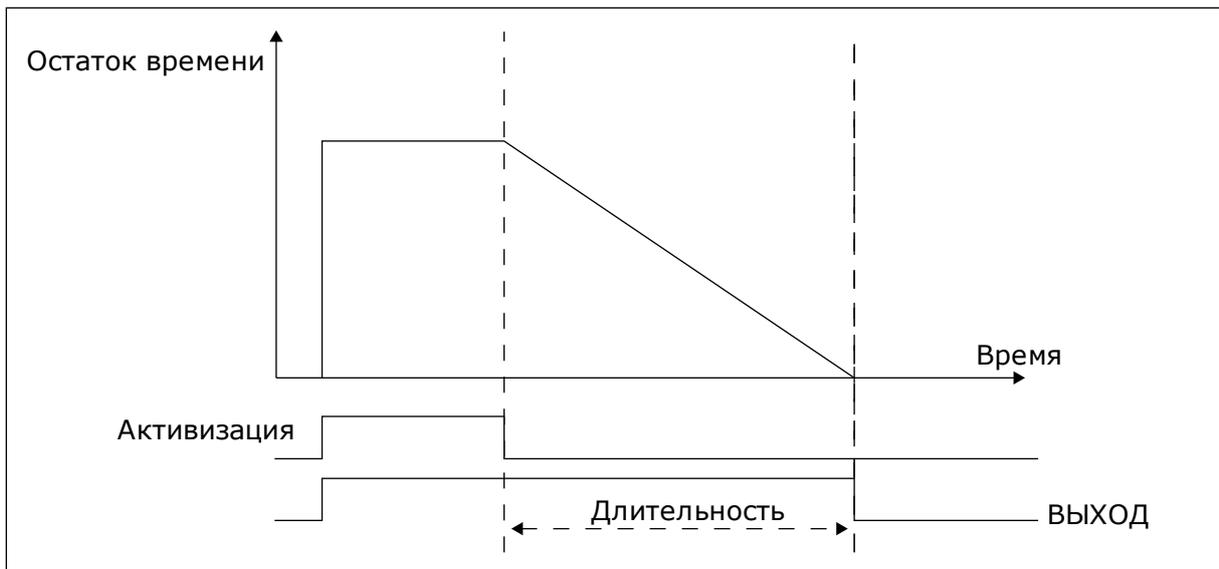 Остаток времени
Время
Активизация
Длительность
ВЫХОД